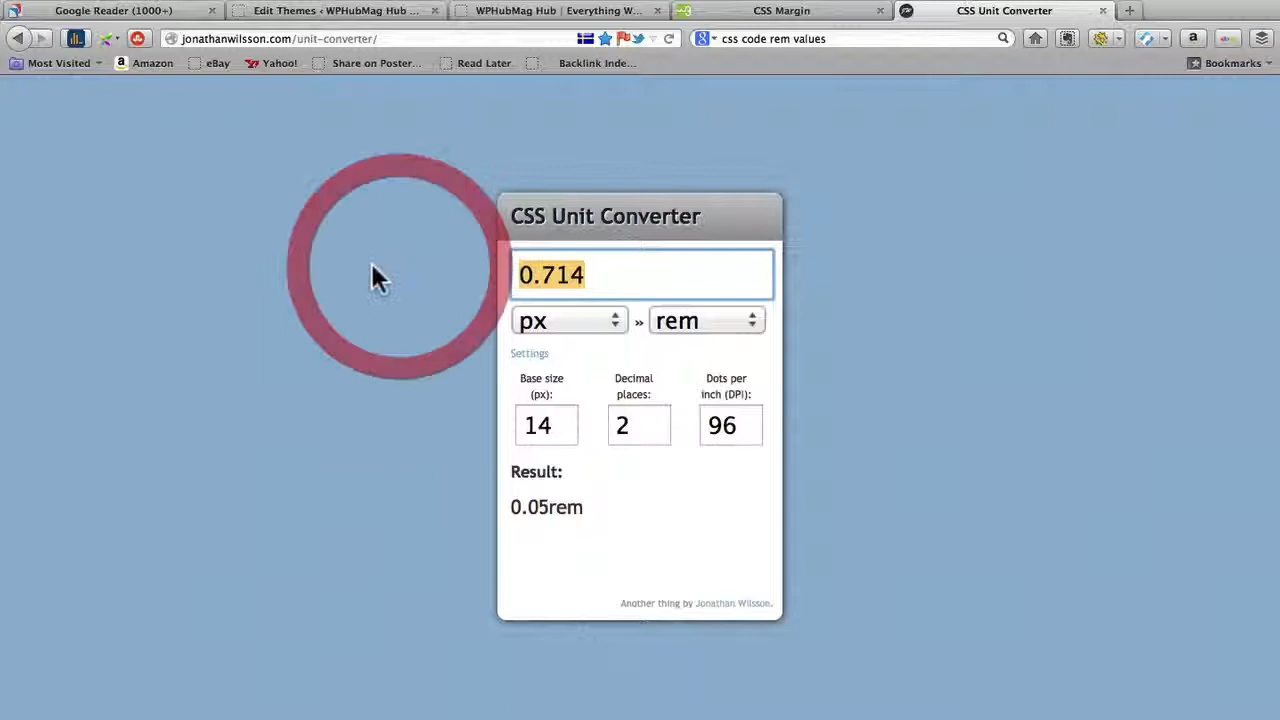 Google Reader (1000+)
Edit Themes ‹ WPHubMag Hub ...
WPHubMag Hub | Everything W...
CSS Margin
CSS Unit Converter
jonathanwilsson.com/unit-converter/
css code rem values
Most Visited
Amazon
eBay
Yahoo!
Share on Poster...
Read Later
Backlink Inde...
Bookmarks
CSS Unit Converter
0.714
px » rem
Settings
Base size (px):
Decimal places:
Dots per inch (DPI):
14 2 96
Result:
0.05rem
Another thing by Jonathan Wilsson.